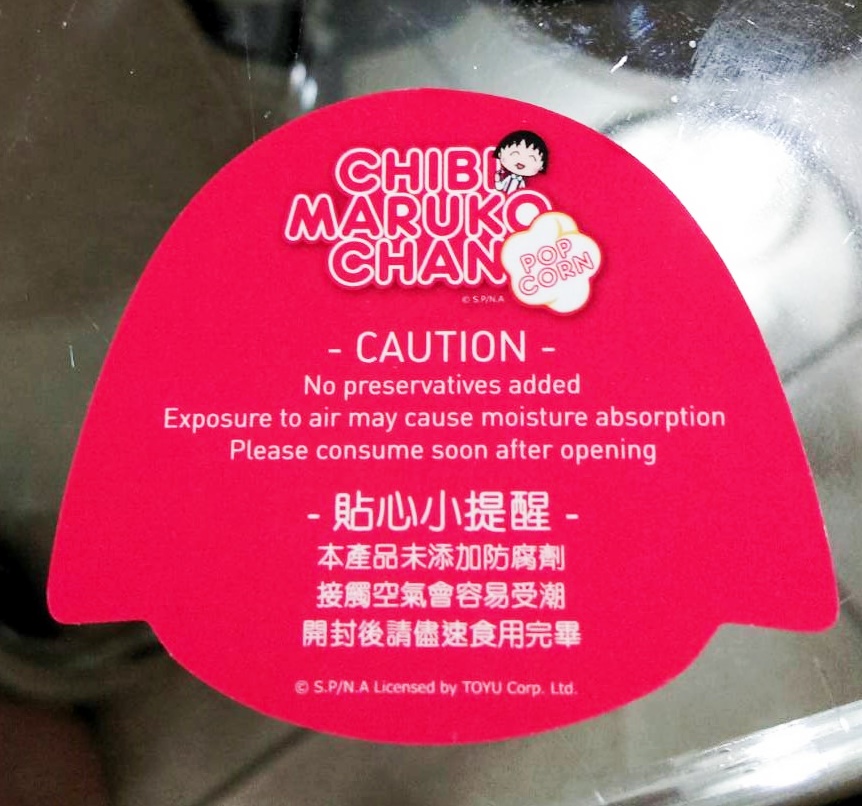 CHIBI
MARUKO
CHAN
POP
CORN
© S.P/N.A
- CAUTION -
No preservatives added
Exposure to air may cause moisture absorption
Please consume soon after opening
- 貼心小提醒 -
本產品未添加防腐劑
接觸空氣會容易受潮
開封後請儘速食用完畢
© S.P/N.A Licensed by TOYU Corp. Ltd.